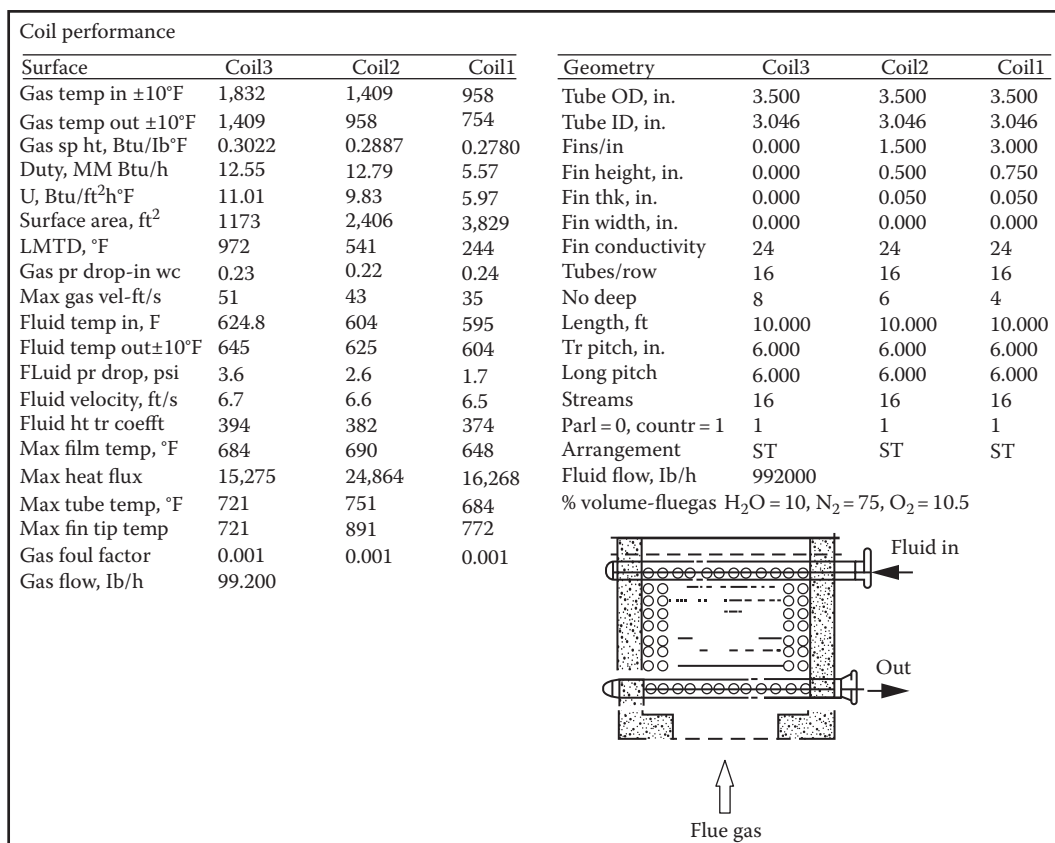 Coil performance
Surface Coil3 Coil2 Coil1
Gas temp in ±10°F 1,832 1,409 958
Gas temp out ±10°F 1,409 958 754
Gas sp ht, Btu/Ib°F 0.3022 0.2887 0.2780
Duty, MM Btu/h 12.55 12.79 5.57
U, Btu/ft²h°F 11.01 9.83 5.97
Surface area, ft² 1173 2,406 3,829
LMTD, °F 972 541 244
Gas pr drop-in wc 0.23 0.22 0.24
Max gas vel-ft/s 51 43 35
Fluid temp in, F 624.8 604 595
Fluid temp out±10°F 645 625 604
FLuid pr drop, psi 3.6 2.6 1.7
Fluid velocity, ft/s 6.7 6.6 6.5
Fluid ht tr coefft 394 382 374
Max film temp, °F 684 690 648
Max heat flux 15,275 24,864 16,268
Max tube temp, °F 721 751 684
Max fin tip temp 721 891 772
Gas foul factor 0.001 0.001 0.001
Gas flow, Ib/h 99.200
Geometry Coil3 Coil2 Coil1
Tube OD, in. 3.500 3.500 3.500
Tube ID, in. 3.046 3.046 3.046
Fins/in 0.000 1.500 3.000
Fin height, in. 0.000 0.500 0.750
Fin thk, in. 0.000 0.050 0.050
Fin width, in. 0.000 0.000 0.000
Fin conductivity 24 24 24
Tubes/row 16 16 16
No deep 8 6 4
Length, ft 10.000 10.000 10.000
Tr pitch, in. 6.000 6.000 6.000
Long pitch 6.000 6.000 6.000
Streams 16 16 16
Parl = 0, countr = 1 1 1 1
Arrangement ST ST ST
Fluid flow, Ib/h 992000
% volume-fluegas H₂O = 10, N₂ = 75, O₂ = 10.5
Fluid in
Out
Flue gas